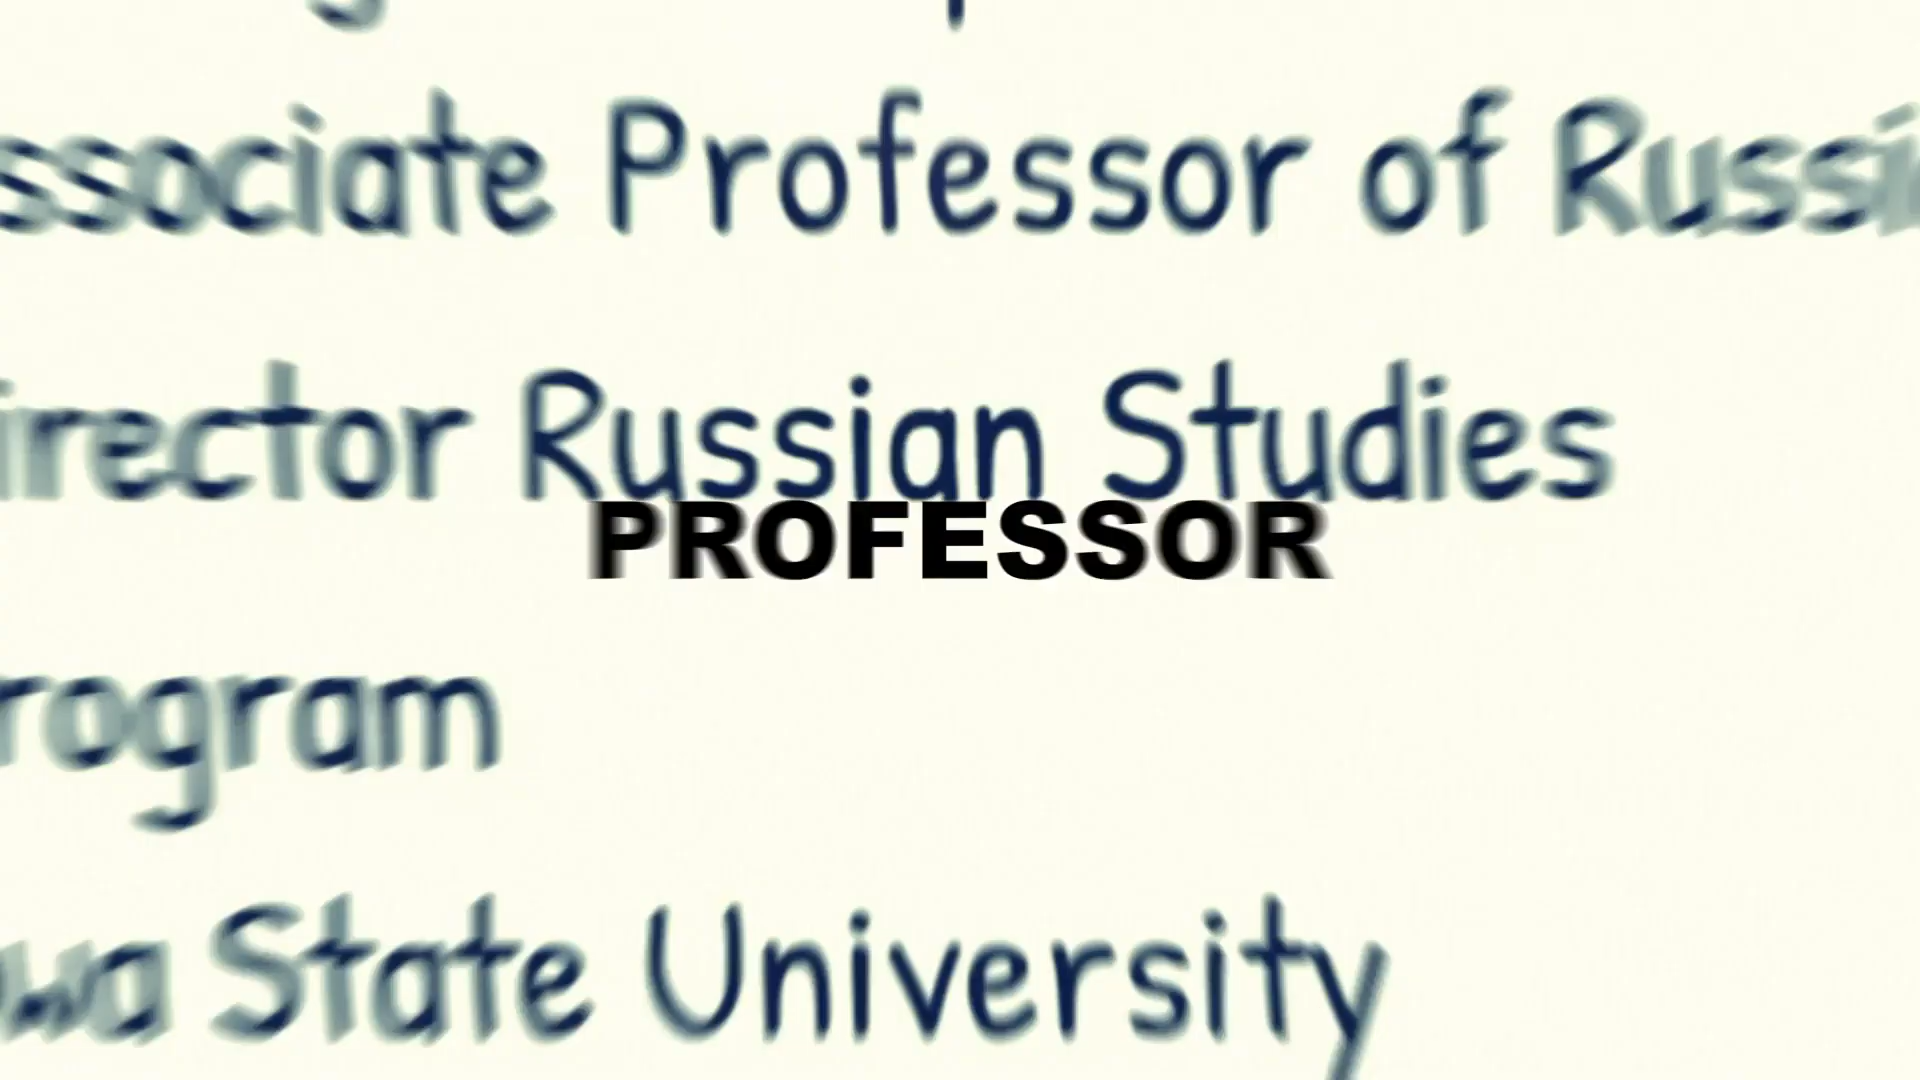 ssociate Professor of Russi
irector Russian Studies
PROFESSOR
rogram
wa State University